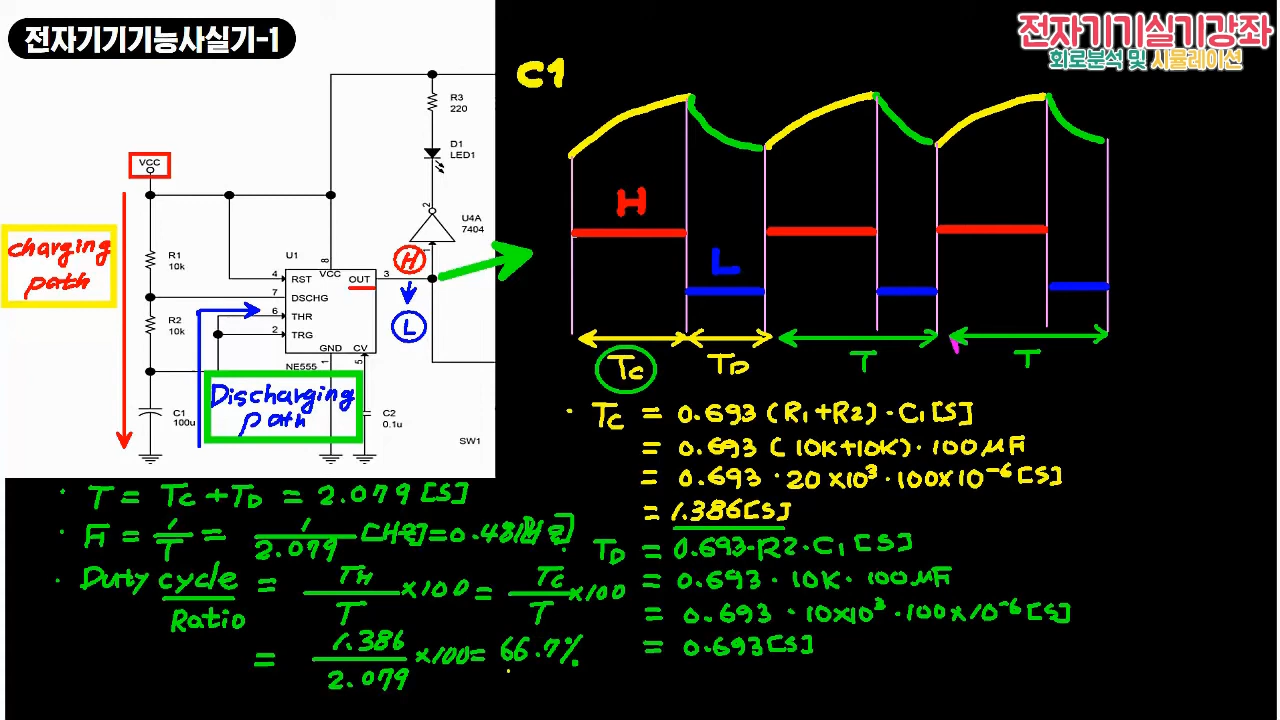 전자기기기능사실기-1
전자기기실기강좌
회로분석 및 시뮬레이션
C1
VCC
R3
220
D1
LED1
U4A
7404
2
1
charging
path
R1
10k
R2
10k
U1
8
4
7
6
2
3
1
5
RST
VCC
OUT
DSCHG
THR
TRG
GND
CV
NE555
H
L
Discharging
path
C1
100u
C2
0.1u
SW1
H
L
Tc
TD
T
T
· Tc = 0.693 (R1+R2) · C1 [S]
= 0.693 ( 10K+10K) · 100μF
= 0.693 · 20×10³ · 100×10⁻⁶ [S]
= 1.386[S]
· TD = 0.693·R2·C1 [S]
= 0.693 · 10K · 100μF
= 0.693 · 10×10³ · 100×10⁻⁶ [S]
= 0.693[S]
· T = Tc +TD = 2.079 [S]
= 1/T = 1/2.079 = 0.481
· Duty cycle/Ratio = TH/T ×100 = Tc/T ×100
= 1.386/2.079 ×100 = 66.7%